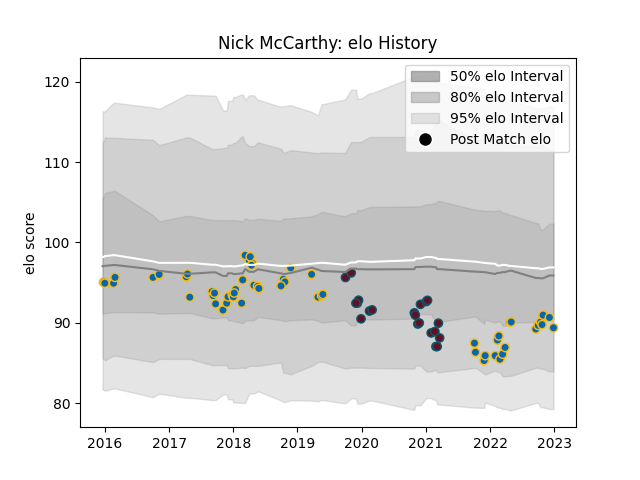 Nick McCarthy: elo History
elo score
120
110
100
90
80
50% elo Interval
80% elo Interval
95% elo Interval
Post Match elo
2016 2017 2018 2019 2020 2021 2022 2023